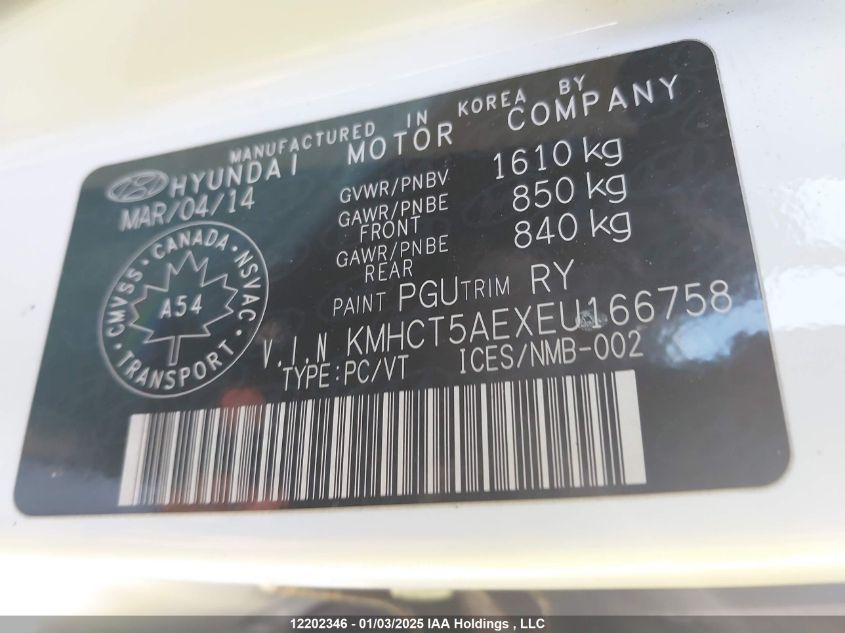 MANUFACTURED IN KOREA BY
HYUNDAI MOTOR COMPANY
MAR/04/14
GVWR/PNBV 1610 kg
GAWR/PNBE FRONT 850 kg
GAWR/PNBE REAR 840 kg
PAINT PGU TRIM RY
CMVSS • CANADA • NSVAC • TRANSPORT •
A54
V.I.N KMHCT5AEXEU166758
TYPE:PC/VT ICES/NMB-002
12202346 - 01/03/2025 IAA Holdings , LLC